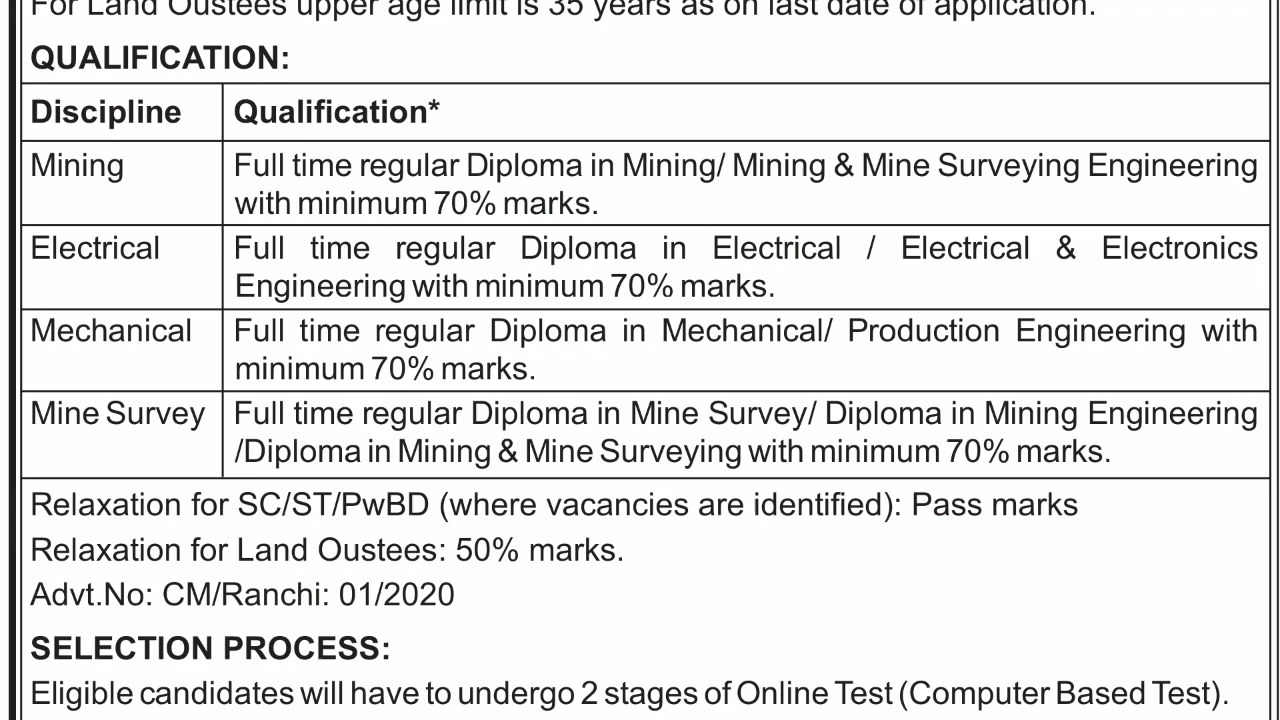 For Land Oustees upper age limit is 35 years as on last date of application.
QUALIFICATION:
Discipline Qualification*
Mining Full time regular Diploma in Mining/ Mining & Mine Surveying Engineering
with minimum 70% marks.
Electrical Full time regular Diploma in Electrical / Electrical & Electronics
Engineering with minimum 70% marks.
Mechanical Full time regular Diploma in Mechanical/ Production Engineering with
minimum 70% marks.
Mine Survey Full time regular Diploma in Mine Survey/ Diploma in Mining Engineering
/Diploma in Mining & Mine Surveying with minimum 70% marks.
Relaxation for SC/ST/PwBD (where vacancies are identified): Pass marks
Relaxation for Land Oustees: 50% marks.
Advt.No: CM/Ranchi: 01/2020
SELECTION PROCESS:
Eligible candidates will have to undergo 2 stages of Online Test (Computer Based Test).